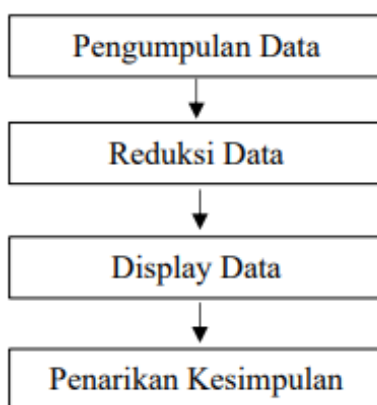 Pengumpulan Data
Reduksi Data
Display Data
Penarikan Kesimpulan